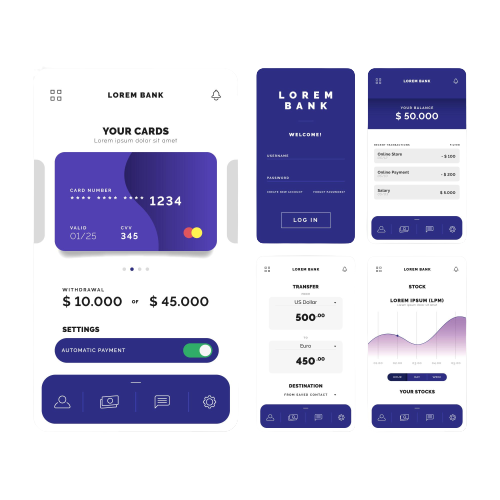 LOREM BANK
YOUR CARDS
Lorem ipsum dolor sit amet
CARD NUMBER
**** **** **** 1234
VALID
01/25
CVV
345
WITHDRAWAL
$ 10.000 OF $ 45.000
SETTINGS
AUTOMATIC PAYMENT
LOREM
BANK
WELCOME!
USERNAME
PASSWORD
CREATE NEW ACCOUNT
FORGOT PASSWORD?
LOG IN
LOREM BANK
YOUR BALANCE
$ 50.000
RECENT TRANSACTIONS
Online Store
- $ 100
Online Payment
- $ 200
Salary
$ 5.000
LOREM BANK
TRANSFER
US Dollar
500.00
Euro
450.00
DESTINATION
FROM SAVED CONTACT
LOREM BANK
STOCK
LOREM IPSUM (LPM)
YOUR STOCKS